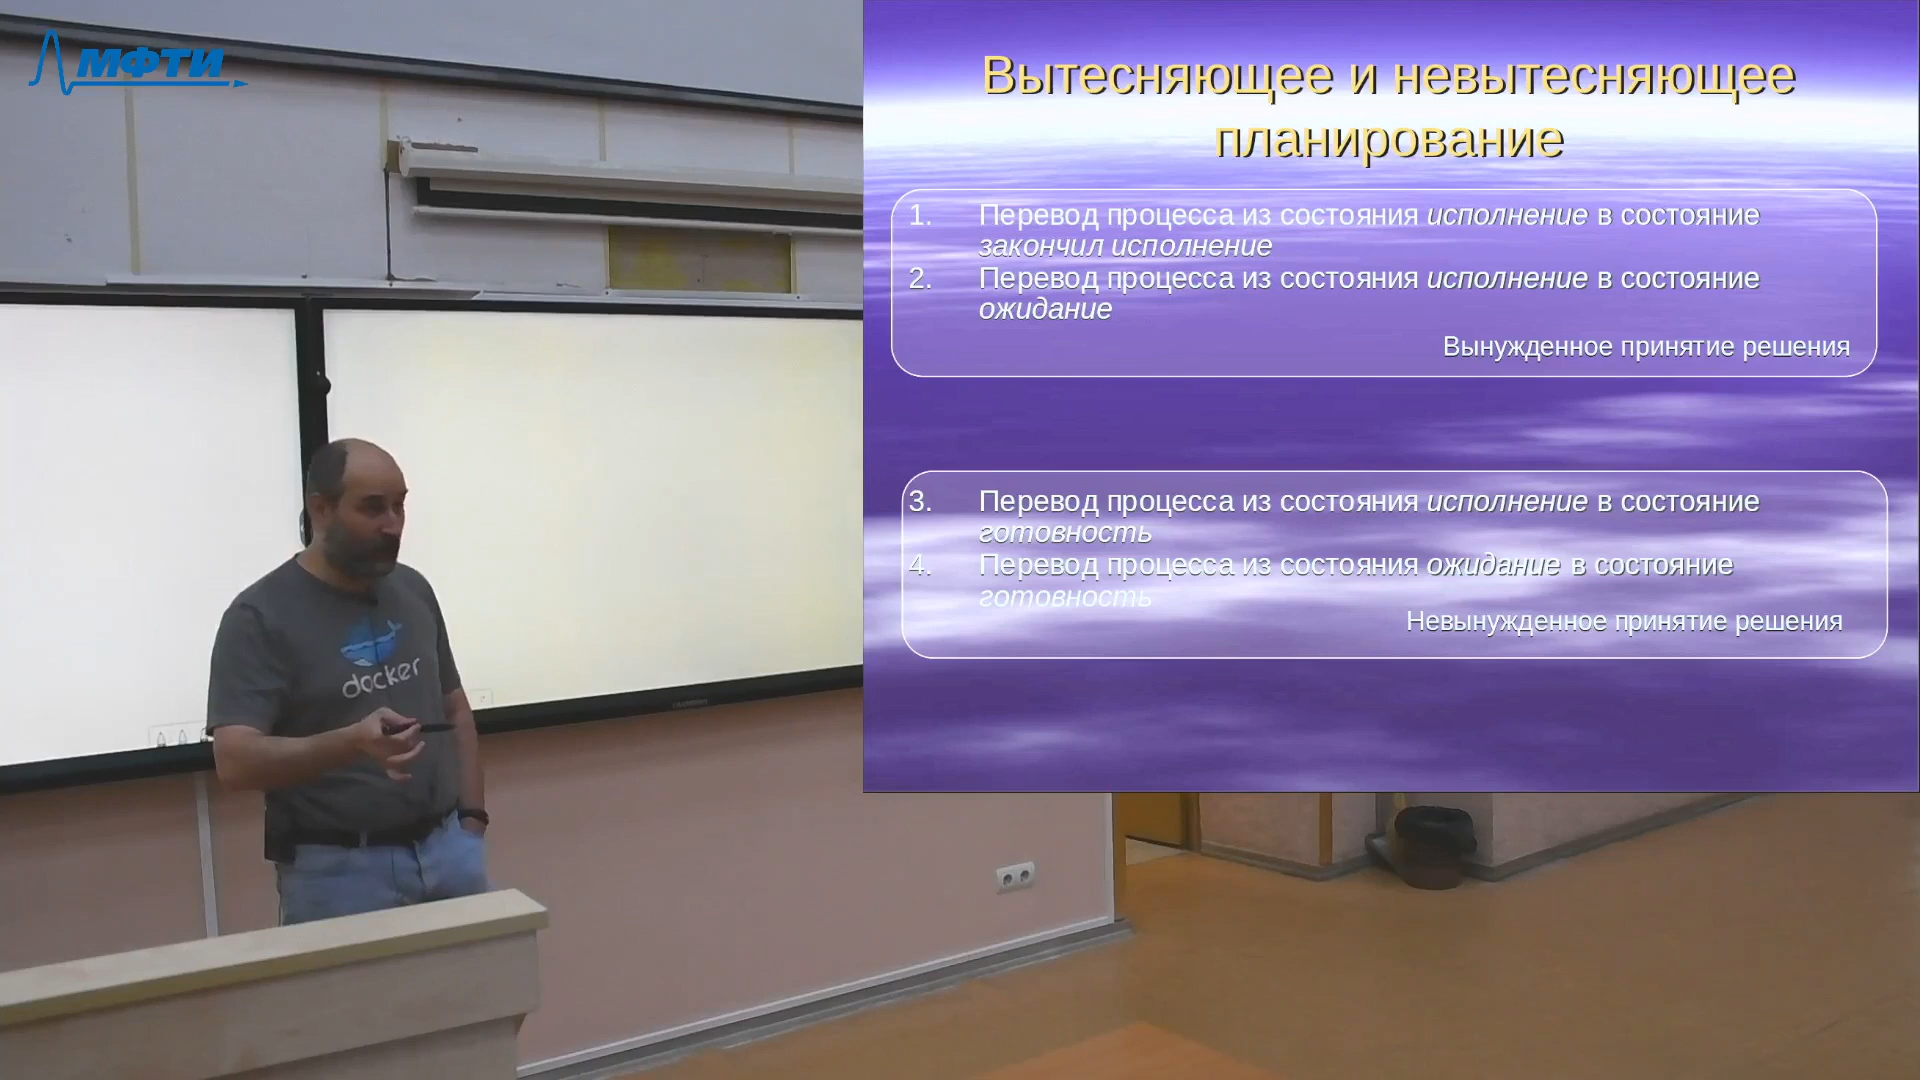 МФТИ
Вытесняющее и невытесняющее
планирование
1. Перевод процесса из состояния исполнение в состояние
закончил исполнение
2. Перевод процесса из состояния исполнение в состояние
ожидание
Вынужденное принятие решения
3. Перевод процесса из состояния исполнение в состояние
готовность
4. Перевод процесса из состояния ожидание в состояние
готовность
Невынужденное принятие решения
docker